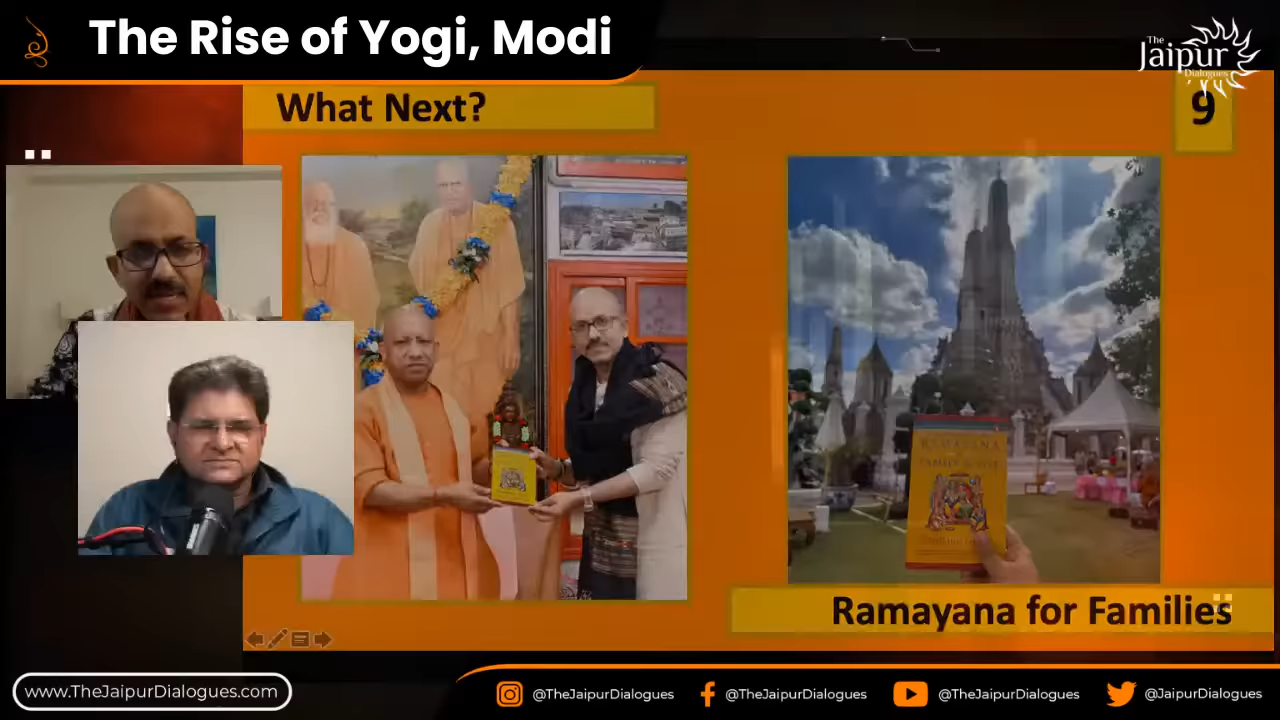 The Rise of Yogi, Modi
The
Jaipur
Dialogues
What Next?
9
RAMAYANA
Ramayana for Families
www.TheJaipurDialogues.com
@TheJaipurDialogues
@TheJaipurDialogues
@TheJaipurDialogues
@JaipurDialogues